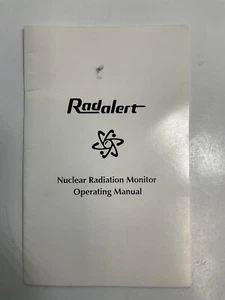 Radalert
Nuclear Radiation Monitor
Operating Manual